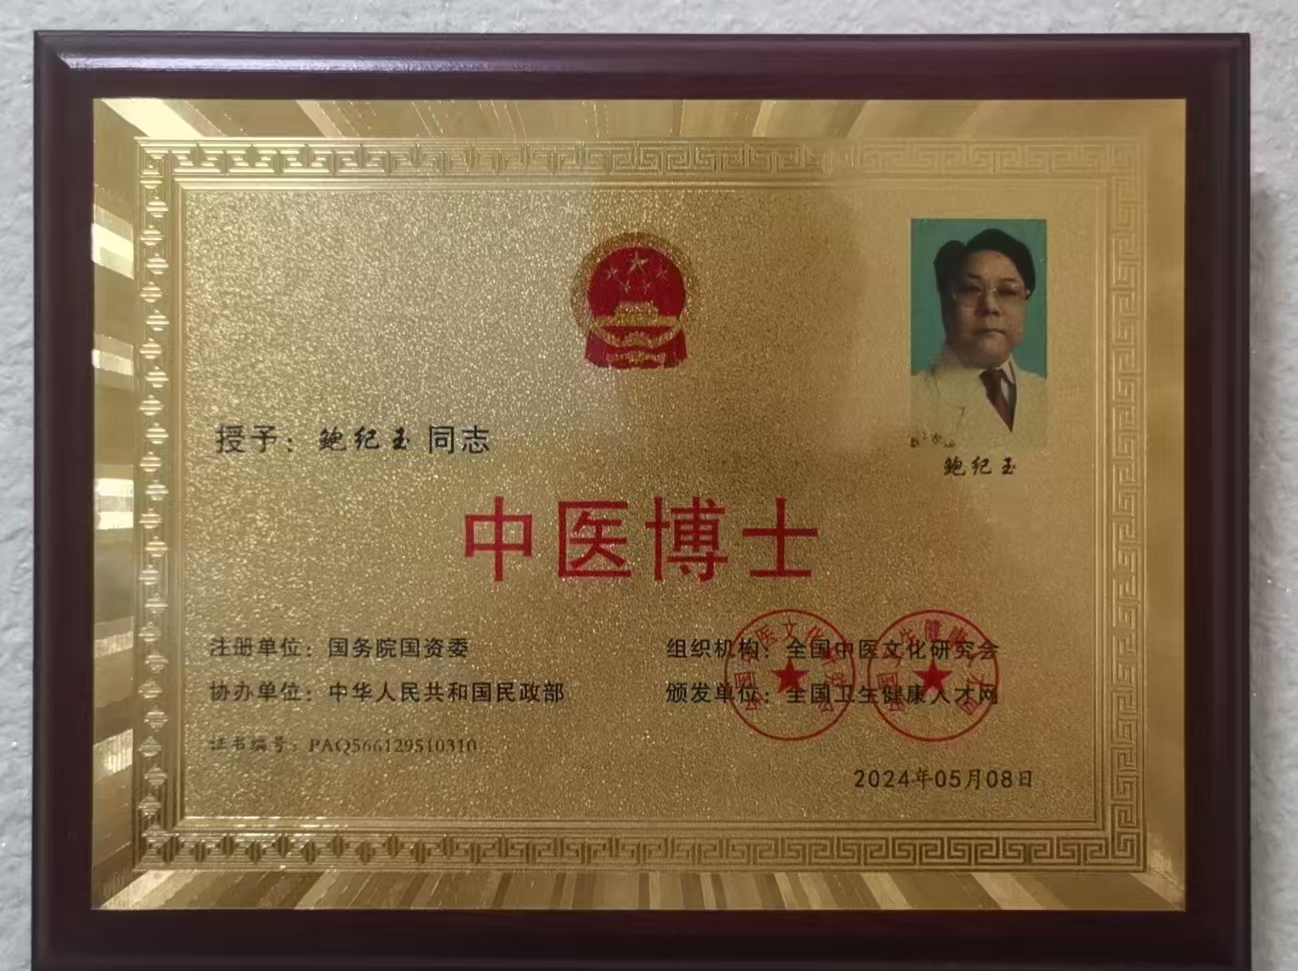 鲍纪玉
授予：鲍纪玉 同志
中医博士
注册单位：国务院国资委
组织机构：全国中医文化研究会
协办单位：中华人民共和国民政部
颁发单位：全国卫生健康人才网
证书编号：PAQ566129510310
2024年05月08日